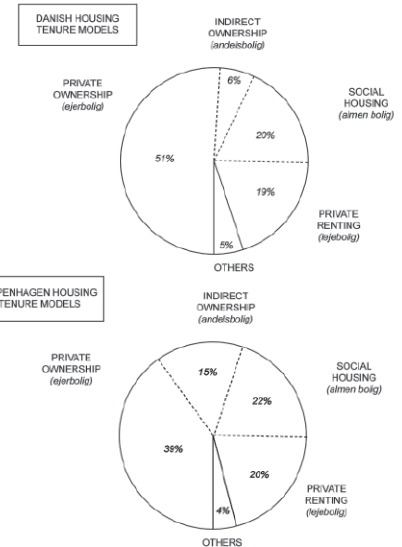 DANISH HOUSING
TENURE MODELS
INDIRECT
OWNERSHIP
(andelsbolig)
PRIVATE
OWNERSHIP
(ejerbolig)
SOCIAL
HOUSING
(almen bolig)
6%
20%
51%
19%
PRIVATE
RENTING
(lejebolig)
5%
OTHERS
PENHAGEN HOUSING
TENURE MODELS
INDIRECT
OWNERSHIP
(andelsbolig)
PRIVATE
OWNERSHIP
(ejerbolig)
SOCIAL
HOUSING
(almen bolig)
15%
22%
39%
20%
PRIVATE
RENTING
(lejebolig)
4%
OTHERS